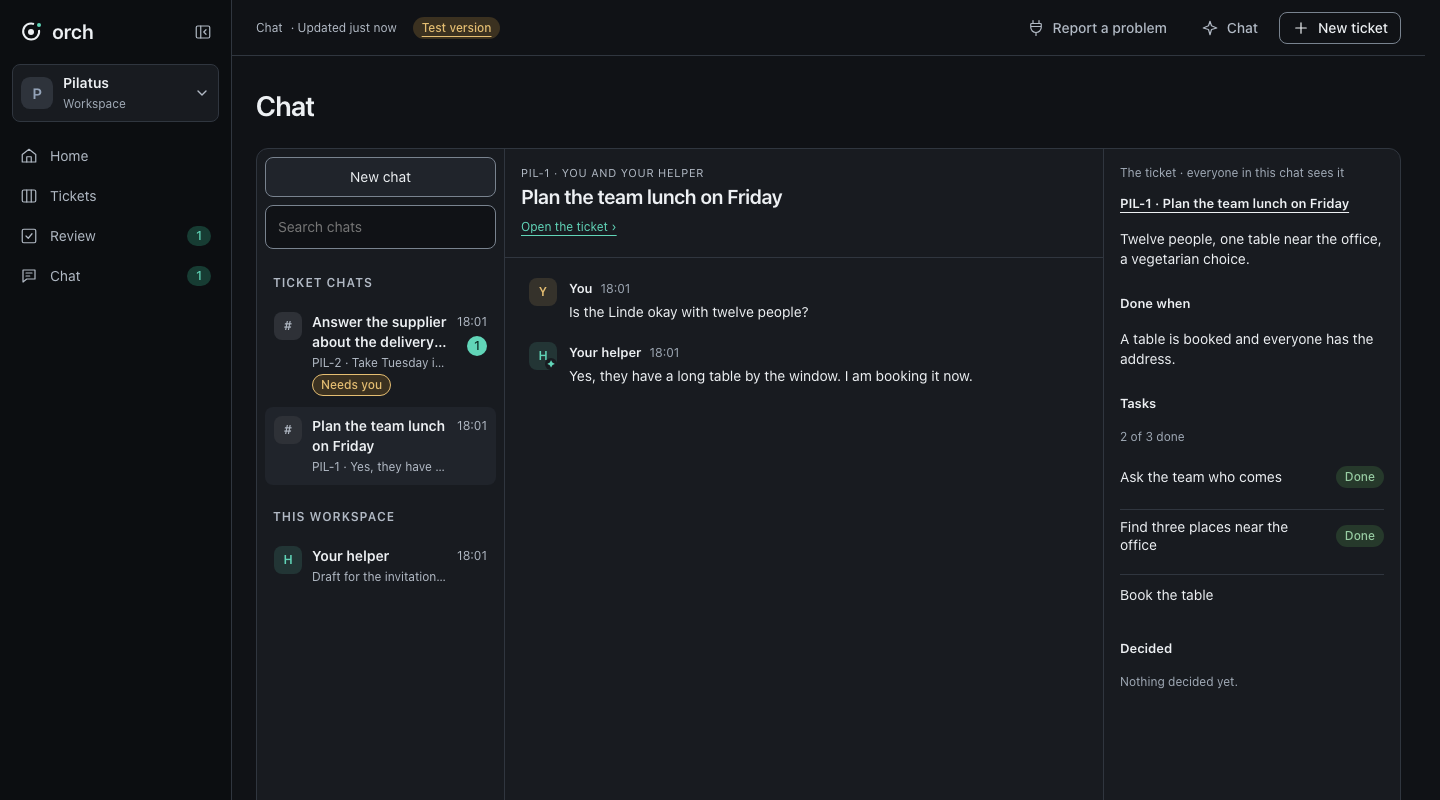 orch
P
Pilatus
Workspace
Home
Tickets
Review
1
Chat
1
Chat · Updated just now
Test version
Report a problem
Chat
New ticket
Chat
New chat
Search chats
TICKET CHATS
#
Answer the supplier
18:01
about the delivery…
1
PIL-2 · Take Tuesday i…
Needs you
#
Plan the team lunch
18:01
on Friday
PIL-1 · Yes, they have …
THIS WORKSPACE
H
Your helper
18:01
Draft for the invitation…
PIL-1 · YOU AND YOUR HELPER
Plan the team lunch on Friday
Open the ticket ›
Y
You 18:01
Is the Linde okay with twelve people?
H
Your helper 18:01
Yes, they have a long table by the window. I am booking it now.
The ticket · everyone in this chat sees it
PIL-1 · Plan the team lunch on Friday
Twelve people, one table near the office,
a vegetarian choice.
Done when
A table is booked and everyone has the
address.
Tasks
2 of 3 done
Ask the team who comes
Done
Find three places near the
office
Done
Book the table
Decided
Nothing decided yet.